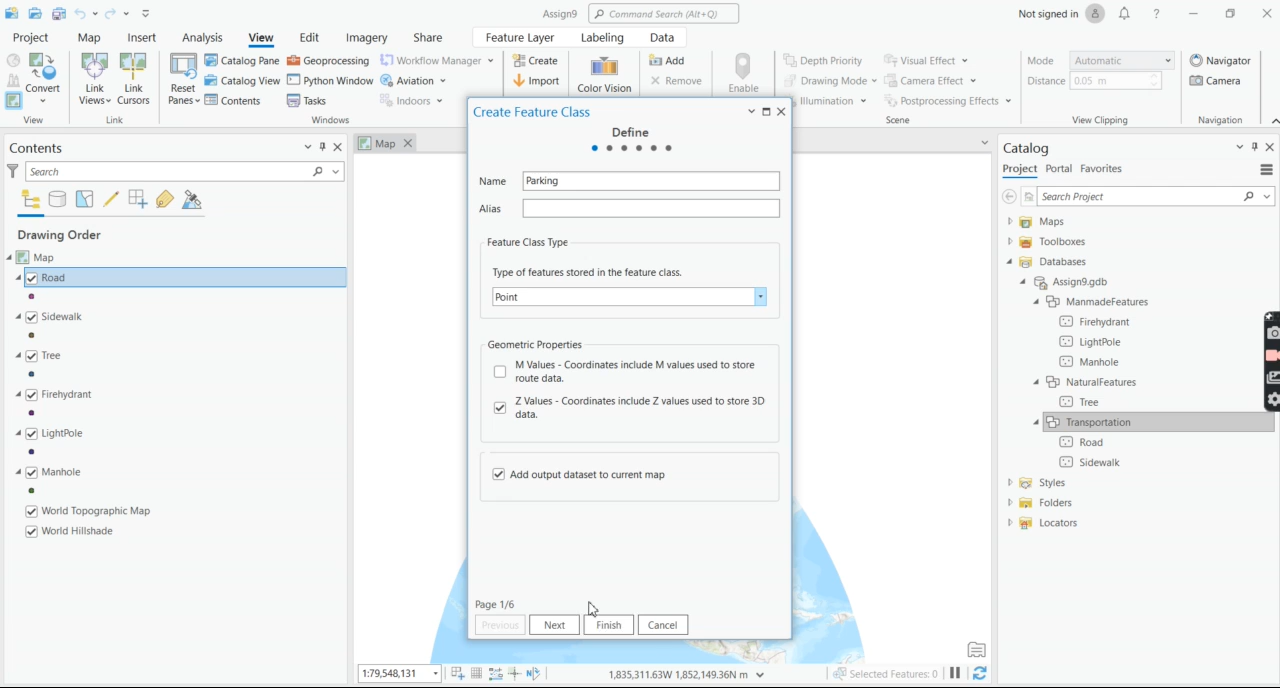 Assign9
Command Search (Alt+Q)
Not signed in
?
Project
Map
Insert
Analysis
View
Edit
Imagery
Share
Feature Layer
Labeling
Data
Convert
View
Link Views
Link Cursors
Link
Reset Panes
Catalog Pane
Catalog View
Contents
Geoprocessing
Python Window
Tasks
Workflow Manager
Aviation
Indoors
Windows
Create
Import
Color Vision
Add
Remove
Enable
Depth Priority
Drawing Mode
Illumination
Visual Effect
Camera Effect
Postprocessing Effects
Scene
Mode
Automatic
Distance
0.05 m
View Clipping
Navigator
Camera
Navigation
Contents
Search
Drawing Order
Map
Road
Sidewalk
Tree
Firehydrant
LightPole
Manhole
World Topographic Map
World Hillshade
Map
Create Feature Class
Define
Name
Parking
Alias
Feature Class Type
Type of features stored in the feature class.
Point
Geometric Properties
M Values - Coordinates include M values used to store
route data.
Z Values - Coordinates include Z values used to store 3D
data.
Add output dataset to current map
Page 1/6
Previous
Next
Finish
Cancel
1:79,548,131
1,835,311.63W 1,852,149.36N m
Selected Features: 0
Catalog
Project
Portal
Favorites
Search Project
Maps
Toolboxes
Databases
Assign9.gdb
ManmadeFeatures
Firehydrant
LightPole
Manhole
NaturalFeatures
Tree
Transportation
Road
Sidewalk
Styles
Folders
Locators